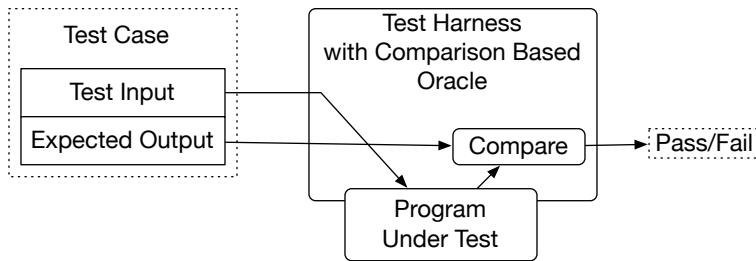 Test Case
Test Input
Expected Output
Test Harness
with Comparison Based
Oracle
Compare
Pass/Fail
Program
Under Test